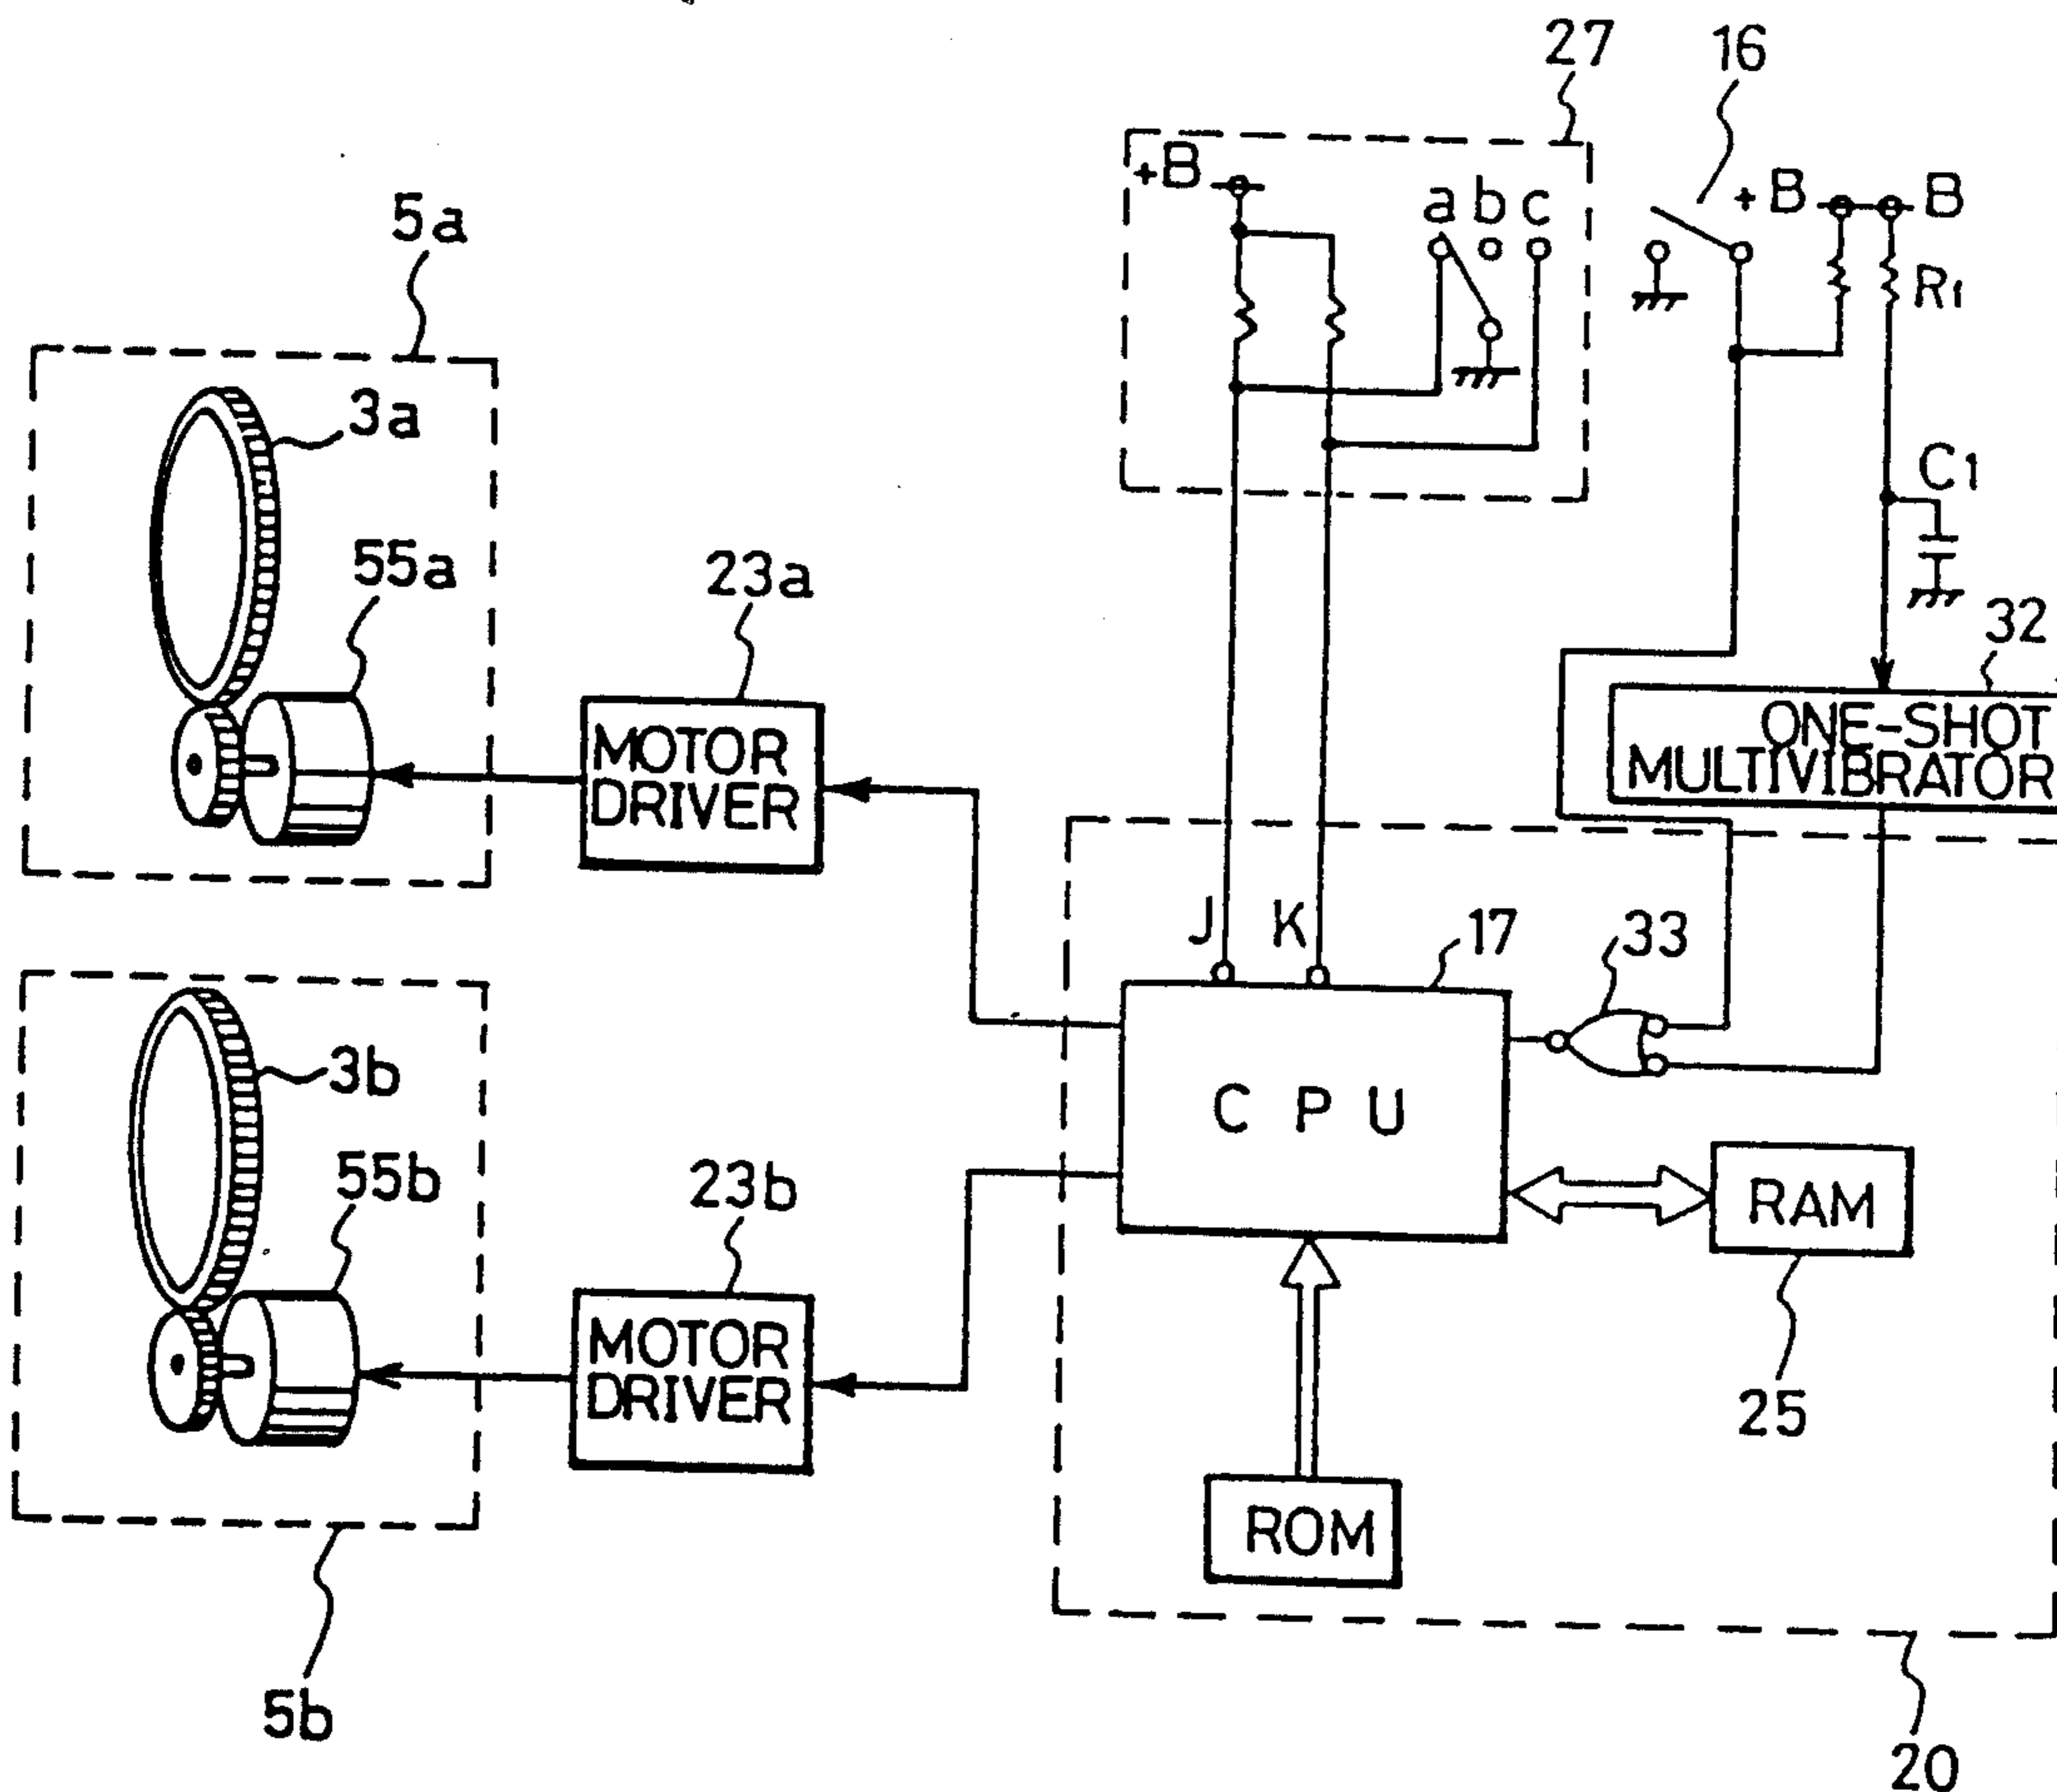 27
16
+B
a b c
+B
B
5a
R1
3a
C1
55a
23a
32
MOTOR
DRIVER
ONE-SHOT
MULTIVIBRATOR
J
K
17
33
3b
CPU
55b
23b
RAM
MOTOR
DRIVER
25
ROM
5b
20